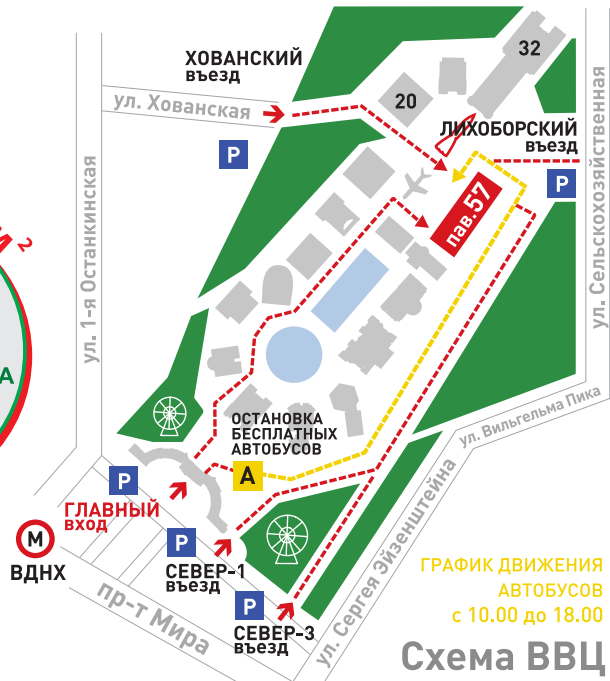 32
ХОВАНСКИЙ
въезд
ул. Хованская
20
ЛИХОБОРСКИЙ
въезд
P
P
пав.57
ул. 1-я Останкинская
ул. Сельскохозяйственная
2
А
ОСТАНОВКА
БЕСПЛАТНЫХ
АВТОБУСОВ
А
ул. Вильгельма Пика
P
ГЛАВНЫЙ
вход
М
ВДНХ
P
СЕВЕР-1
въезд
P
СЕВЕР-3
въезд
пр-т Мира
ул. Сергея Эйзенштейна
ГРАФИК ДВИЖЕНИЯ
АВТОБУСОВ
с 10.00 до 18.00
Схема ВВЦ